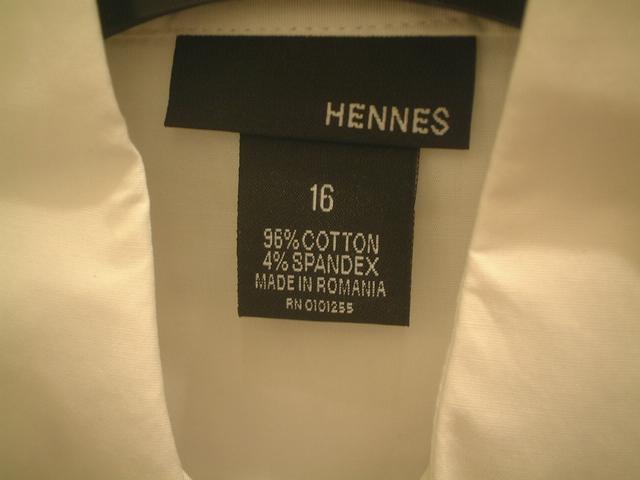 HENNES
16
96% COTTON
4% SPANDEX
MADE IN ROMANIA
RN 0101255